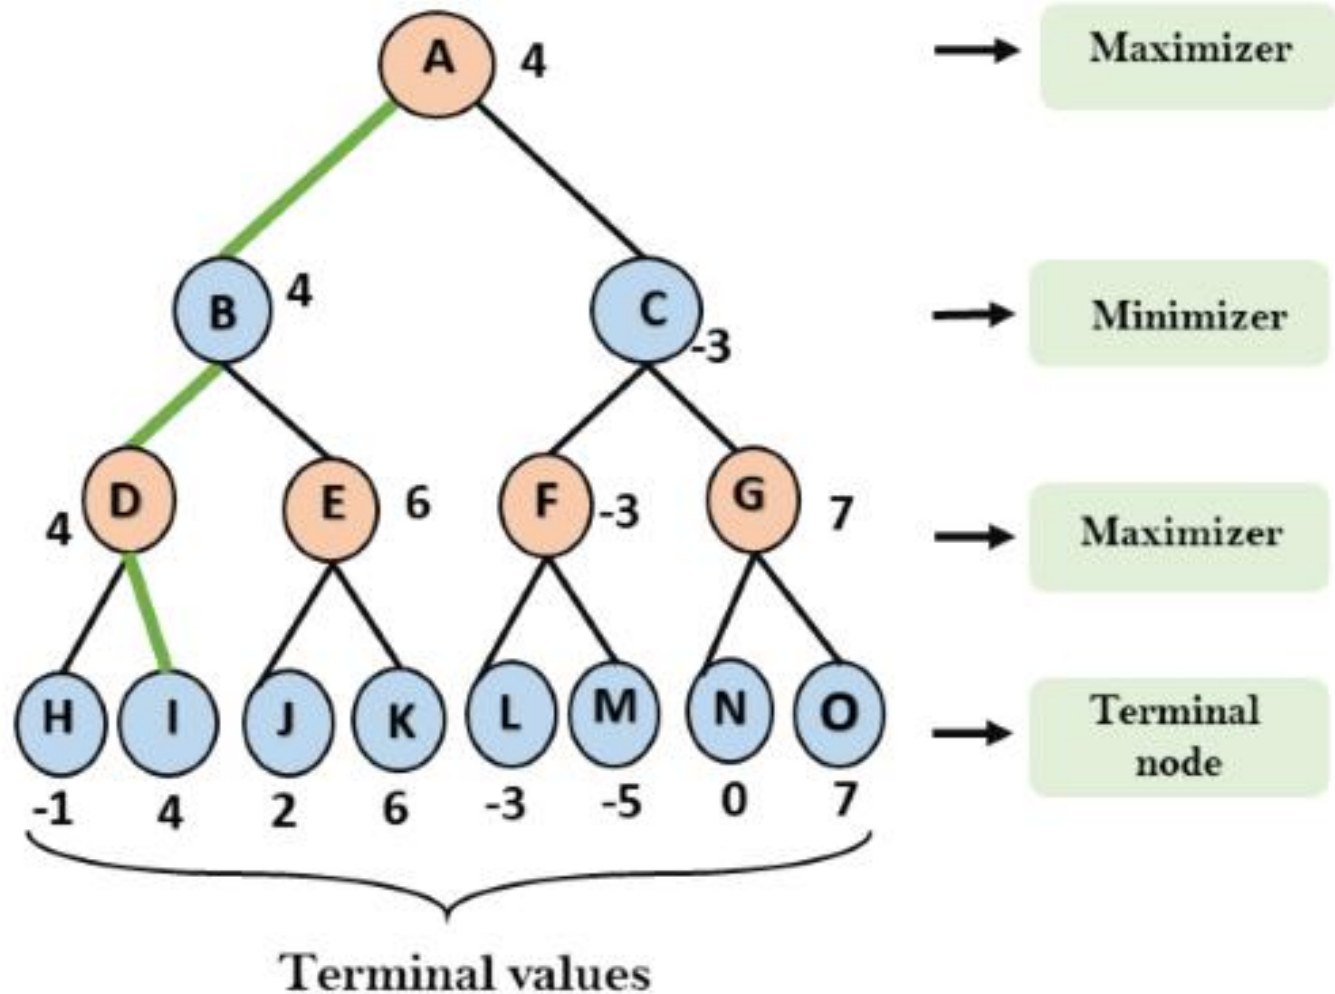 A 4 Maximizer
B 4 C -3 Minimizer
4 D E 6 F -3 G 7 Maximizer
H I J K L M N O Terminal
node
-1 4 2 6 -3 -5 0 7
Terminal values